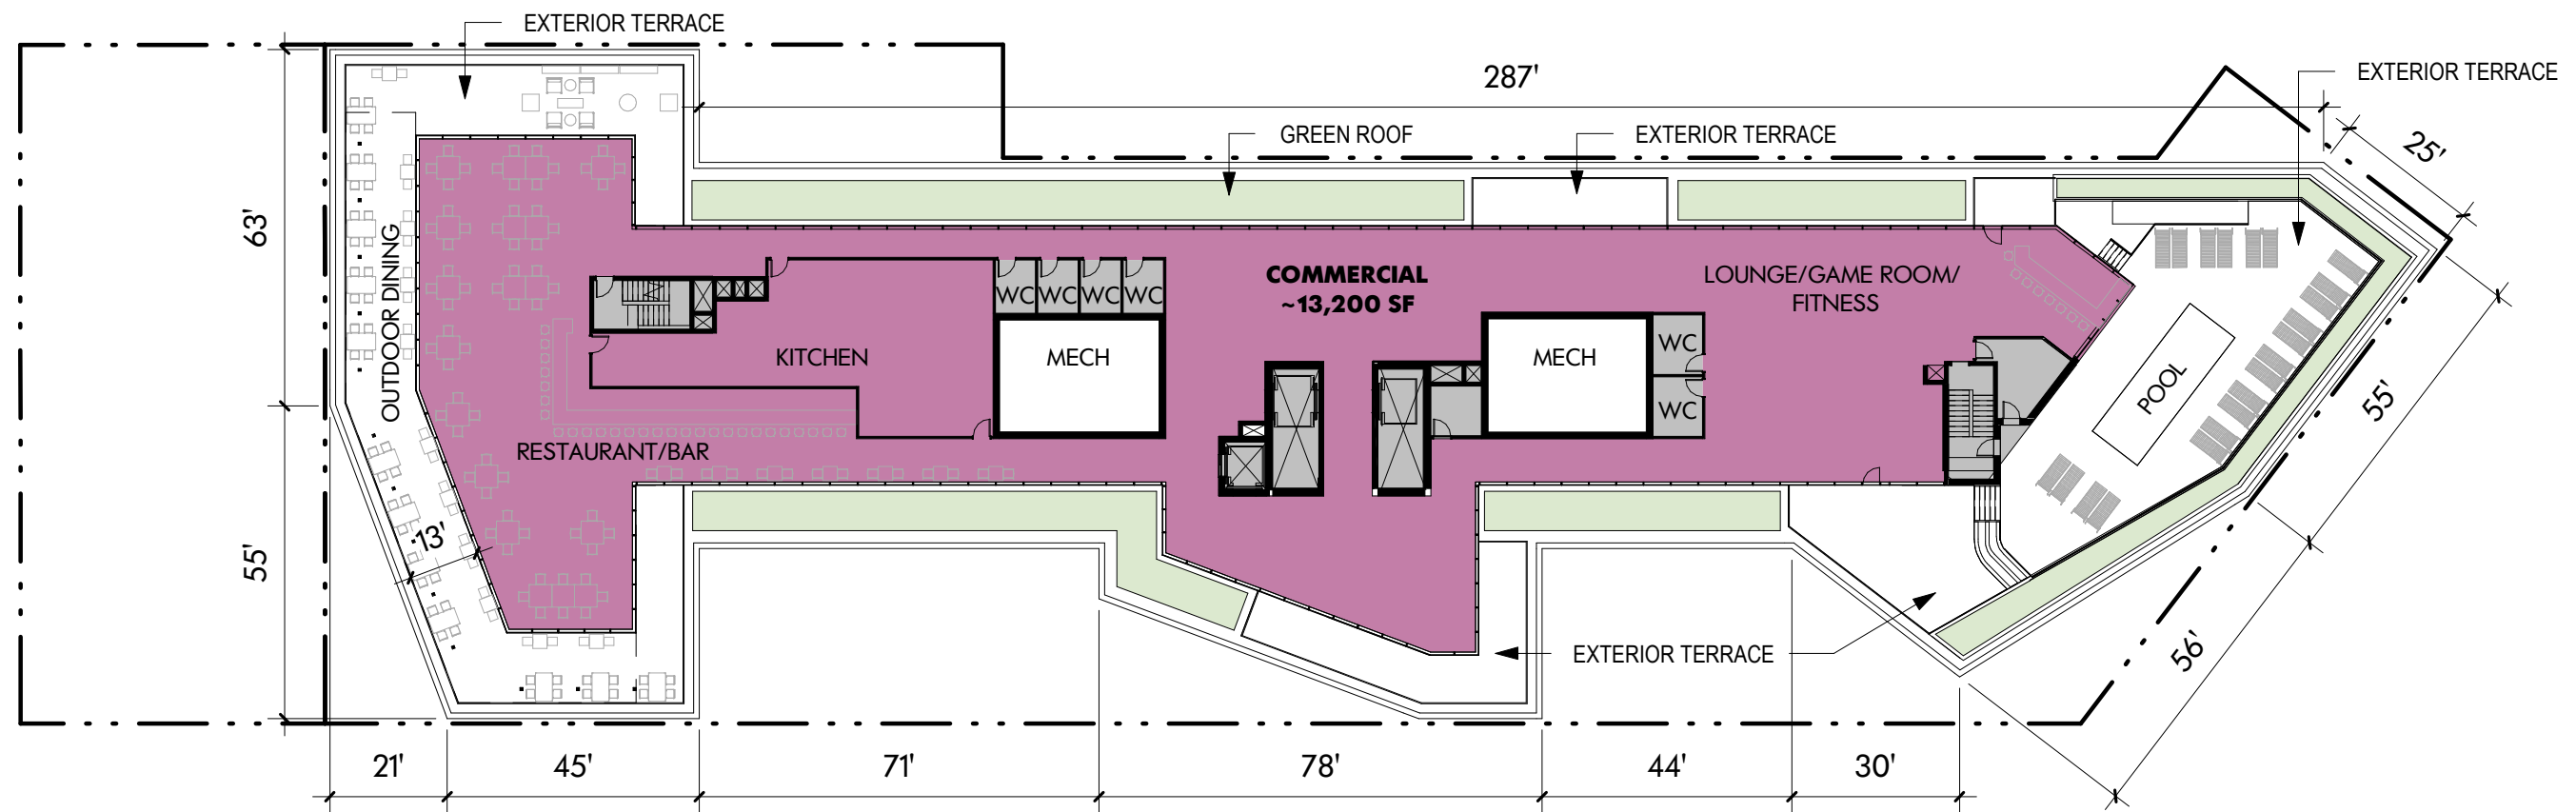 EXTERIOR TERRACE
287'
EXTERIOR TERRACE
GREEN ROOF
EXTERIOR TERRACE
25'
63'
OUTDOOR DINING
COMMERCIAL
~13,200 SF
LOUNGE/GAME ROOM/
FITNESS
WC
WC
WC
WC
KITCHEN
MECH
MECH
WC
WC
POOL
55'
RESTAURANT/BAR
13'
55'
EXTERIOR TERRACE
56'
21'
45'
71'
78'
44'
30'